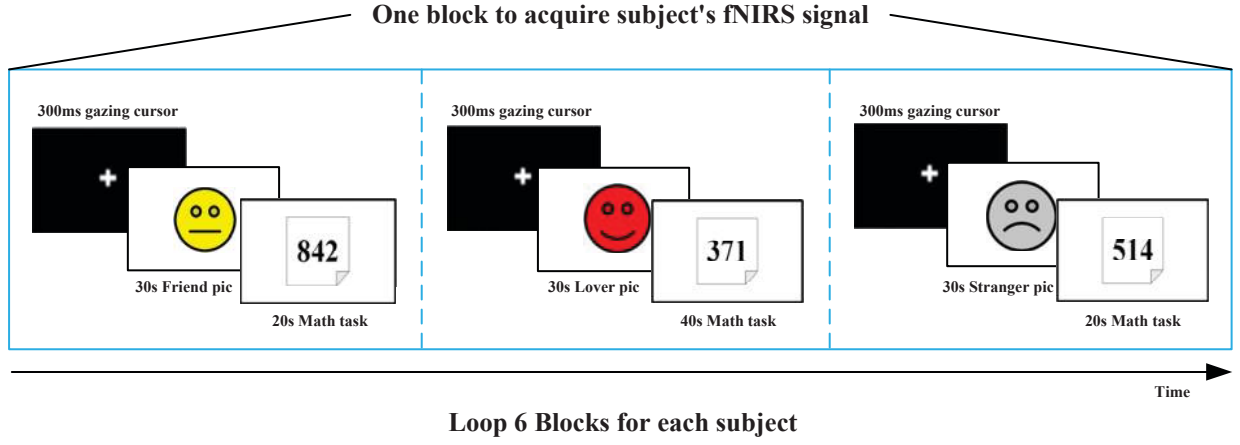 One block to acquire subject's fNIRS signal
300ms gazing cursor
842
30s Friend pic
20s Math task
300ms gazing cursor
371
30s Lover pic
40s Math task
300ms gazing cursor
514
30s Stranger pic
20s Math task
Time
Loop 6 Blocks for each subject